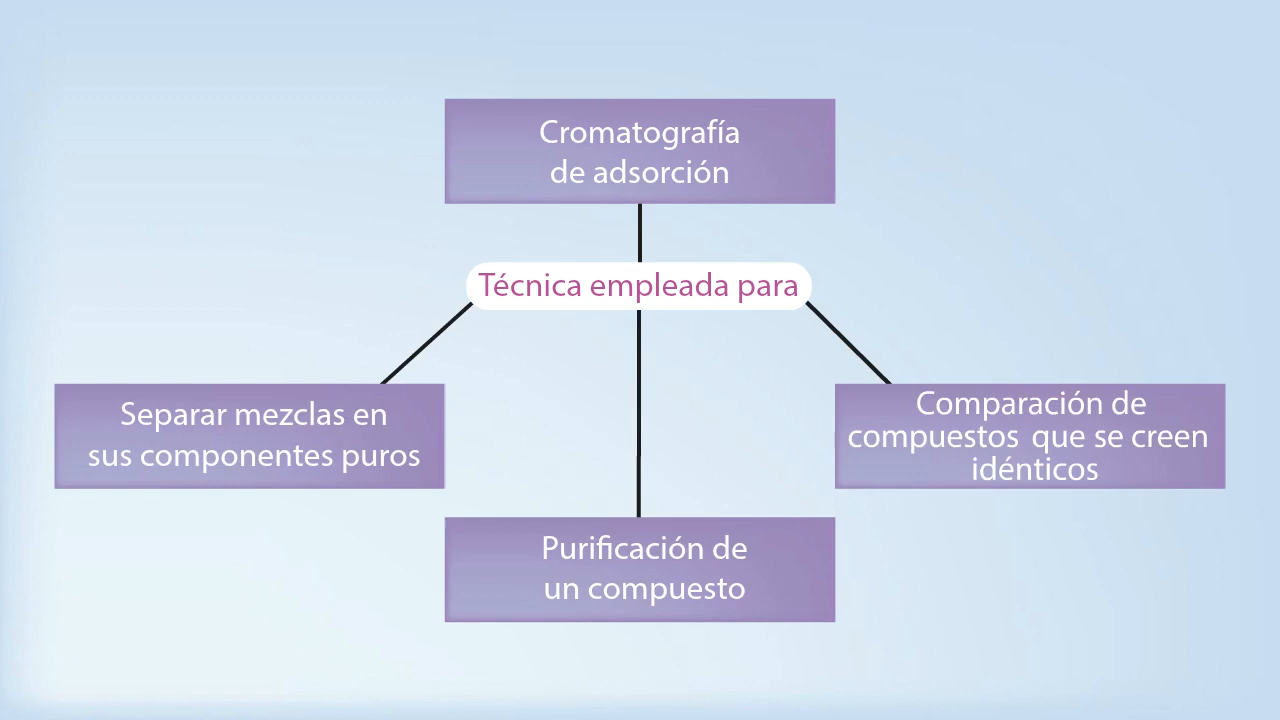 Cromatografía
de adsorción
Técnica empleada para
Separar mezclas en
sus componentes puros
Comparación de
compuestos que se creen
idénticos
Purificación de
un compuesto